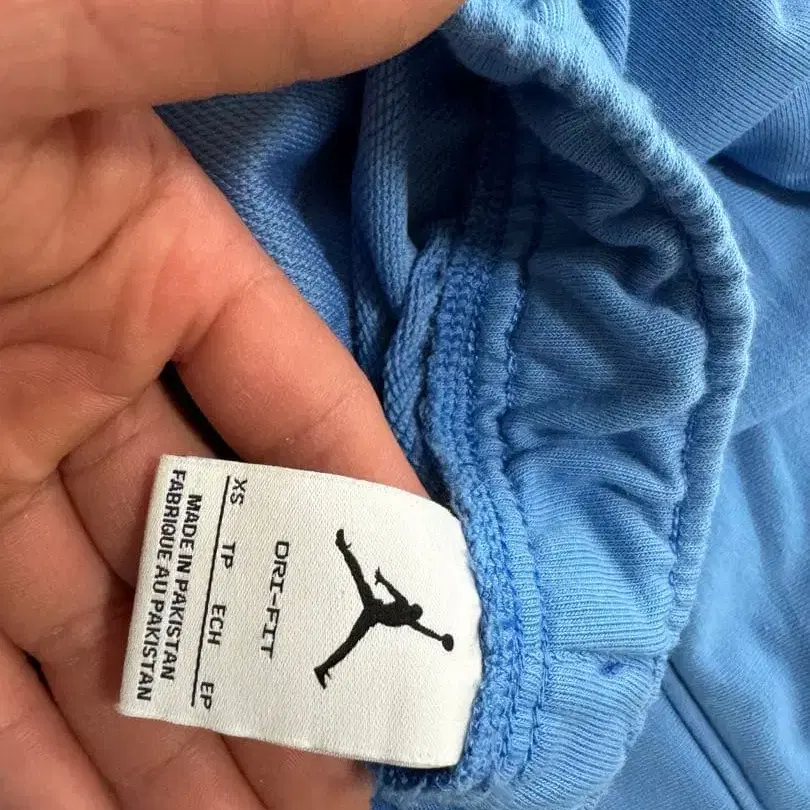 DRI-FIT
XS TP ECH EP
MADE IN PAKISTAN
FABRIQUE AU PAKISTAN